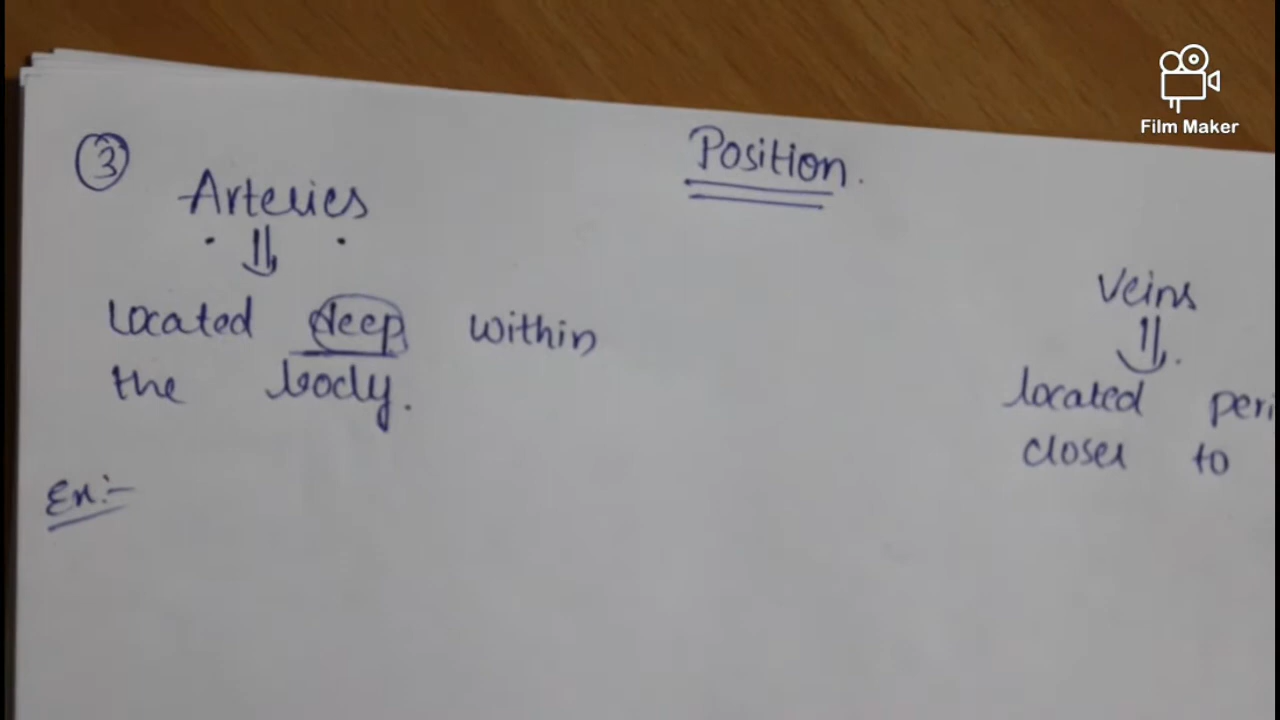 Film Maker
3
Position.
Arteries
Located deep within
the body.
Veins
located peri
closer to
Ex:-